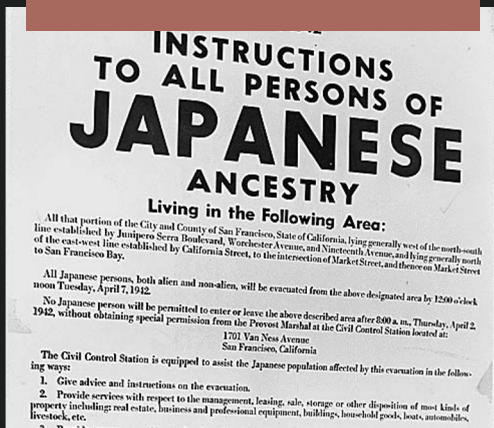 INSTRUCTIONS
TO ALL PERSONS OF
JAPANESE
ANCESTRY
Living in the Following Area:
All that portion of the City and County of San Francisco, State of California, lying generally west of the north-south
line established by Junipero Serra Boulevard, Worchester Avenue, and Nineteenth Avenue, and lying generally north
of the east-west line established by California Street, to the intersection of Market Street, and thence on Market Street
to San Francisco Bay.
All Japanese persons, both alien and non-alien, will be evacuated from the above designated area by 12:00 o'clock
noon Tuesday, April 7, 1942.
No Japanese person will be permitted to enter or leave the above described area after 8:00 a. m., Thursday, April 2,
1942, without obtaining special permission from the Provost Marshal at the Civil Control Station located at:
1701 Van Ness Avenue
San Francisco, California
The Civil Control Station is equipped to assist the Japanese population affected by this evacuation in the follow-
ing ways:
1. Give advice and instructions on the evacuation.
2. Provide services with respect to the management, leasing, sale, storage or other disposition of most kinds of
property including: real estate, business and professional equipment, buildings, household goods, boats, automobiles,
livestock, etc.